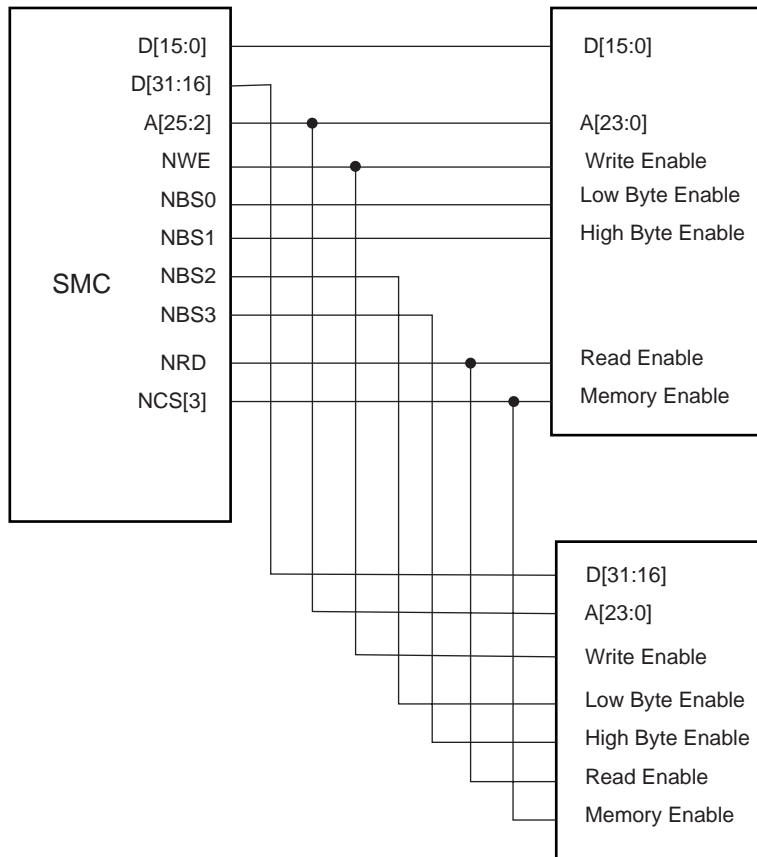 D[15:0]
D[31:16]
A[25:2]
NWE
NBS0
NBS1
NBS2
NBS3
NRD
NCS[3]
SMC
D[15:0]
A[23:0]
Write Enable
Low Byte Enable
High Byte Enable
Read Enable
Memory Enable
D[31:16]
A[23:0]
Write Enable
Low Byte Enable
High Byte Enable
Read Enable
Memory Enable